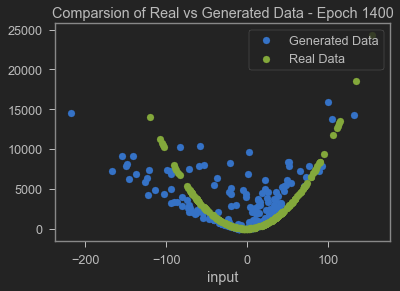 Comparsion of Real vs Generated Data - Epoch 1400
25000
20000
15000
10000
5000
0
Generated Data
Real Data
−200
−100
0
100
input